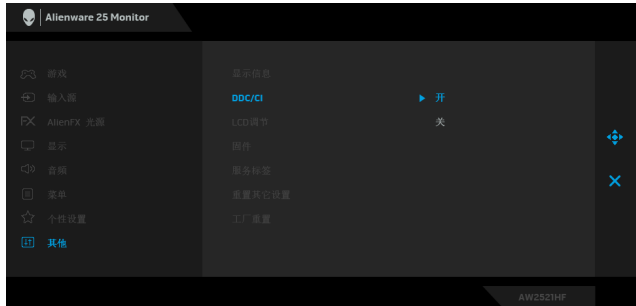 Alienware 25 Monitor
游戏
输入源
AlienFX 光源
显示
音频
菜单
个性设置
其他
显示信息
DDC/CI
开
LCD调节
关
固件
服务标签
重置其它设置
工厂重置
AW2521HF